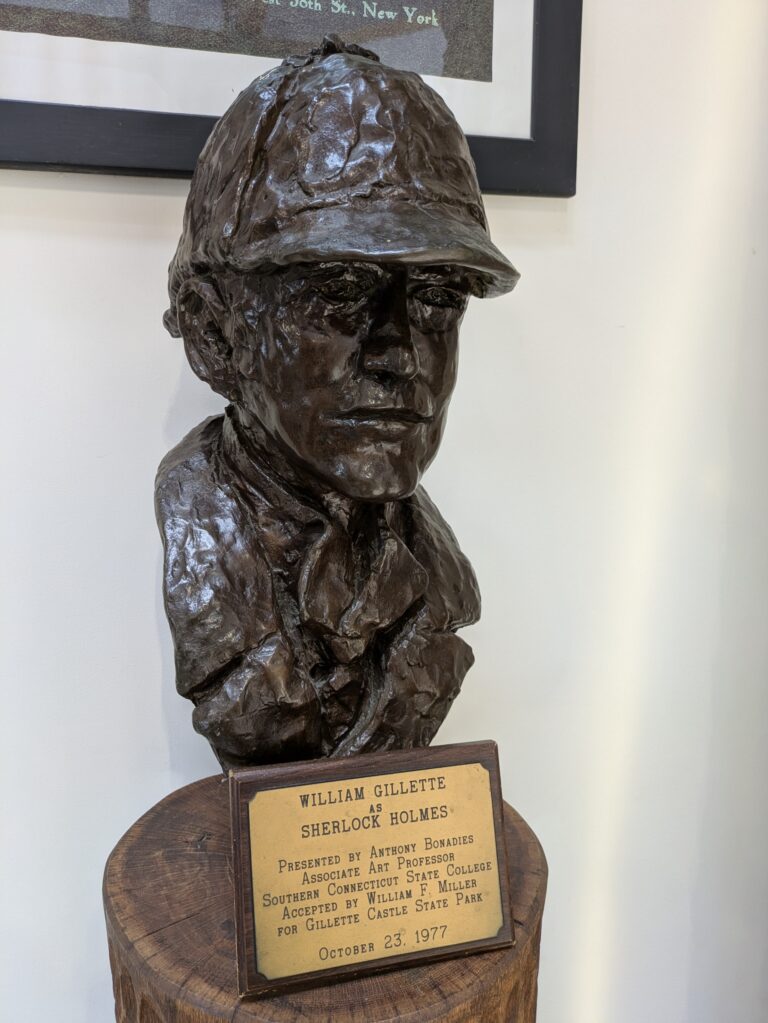 38th St., New York
WILLIAM GILLETTE
AS
SHERLOCK HOLMES
PRESENTED BY ANTHONY BONADIES
ASSOCIATE ART PROFESSOR
SOUTHERN CONNECTICUT STATE COLLEGE
ACCEPTED BY WILLIAM F. MILLER
FOR GILLETTE CASTLE STATE PARK
OCTOBER 23, 1977